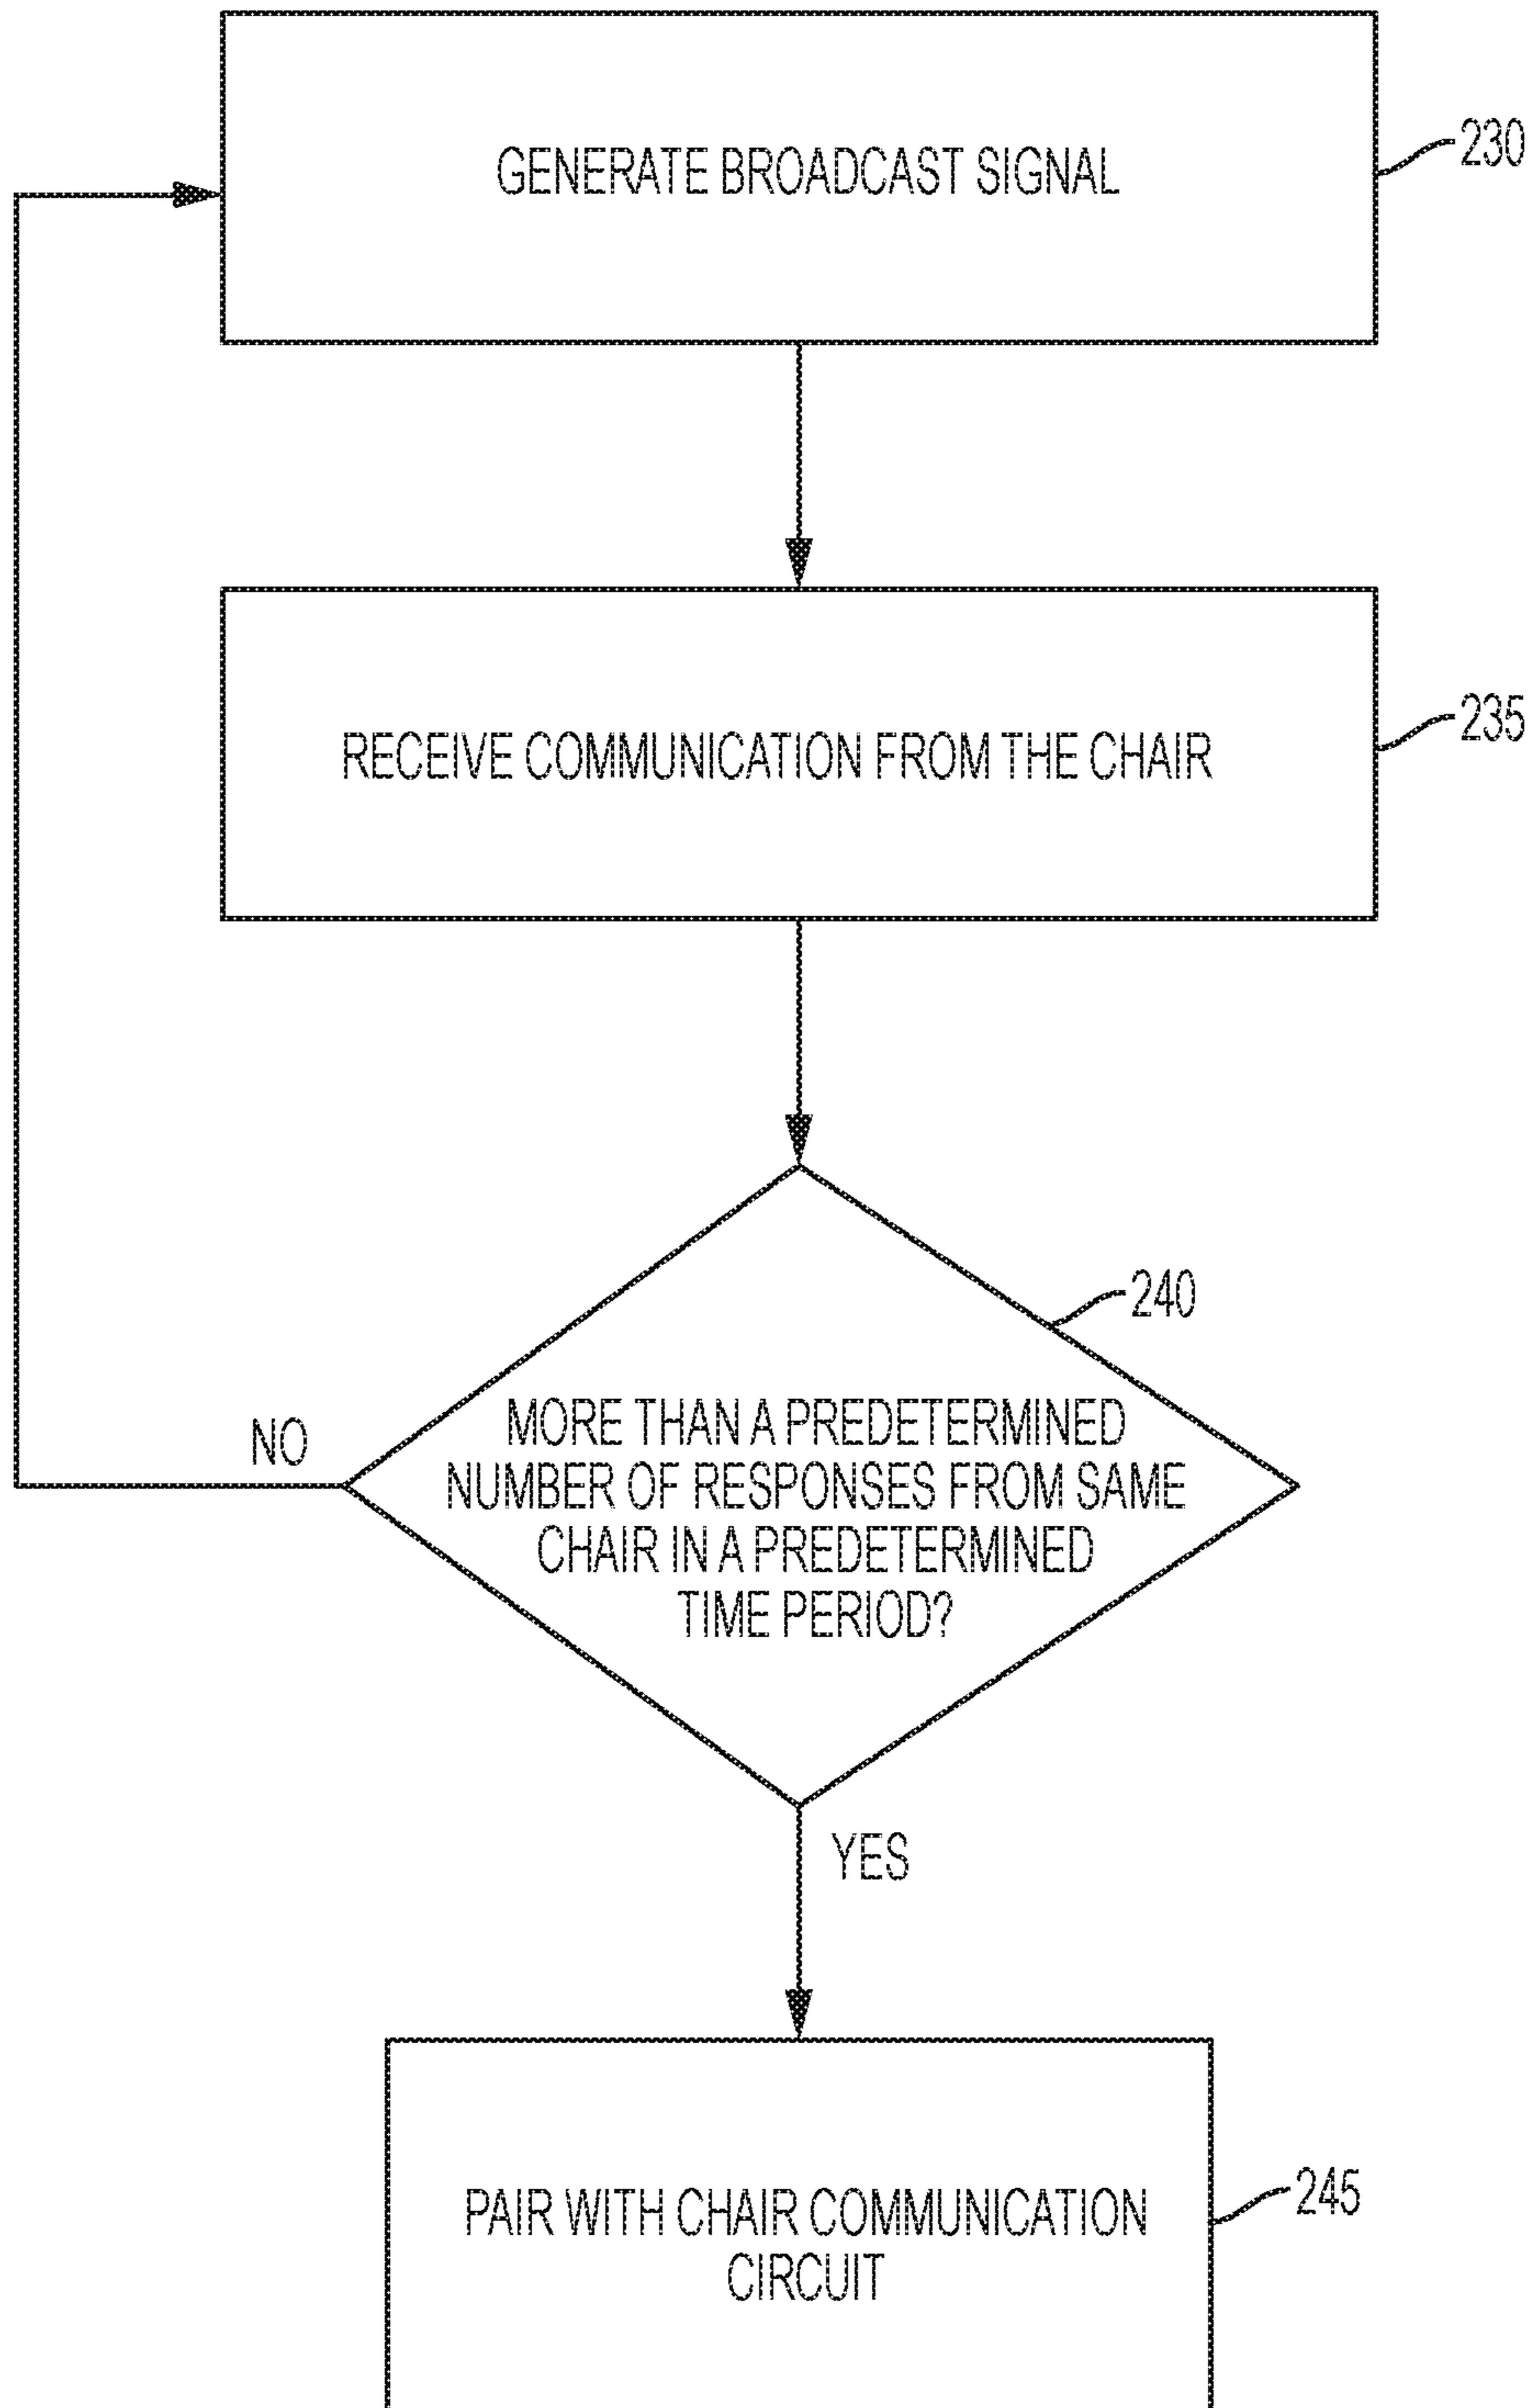 GENERATE BROADCAST SIGNAL
230
RECEIVE COMMUNICATION FROM THE CHAIR
235
240
MORE THAN A PREDETERMINED
NUMBER OF RESPONSES FROM SAME
CHAIR IN A PREDETERMINED
TIME PERIOD?
NO
YES
PAIR WITH CHAIR COMMUNICATION
CIRCUIT
245